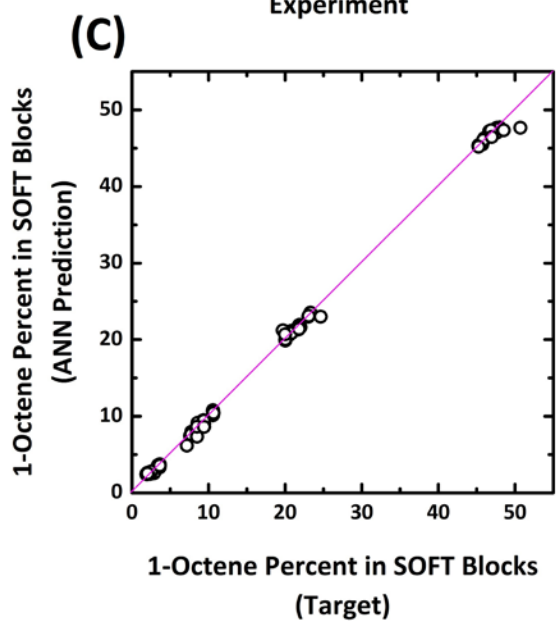 Experiment
(C)
1-Octene Percent in SOFT Blocks
(ANN Prediction)
50
40
30
20
10
0
0 10 20 30 40 50
1-Octene Percent in SOFT Blocks
(Target)